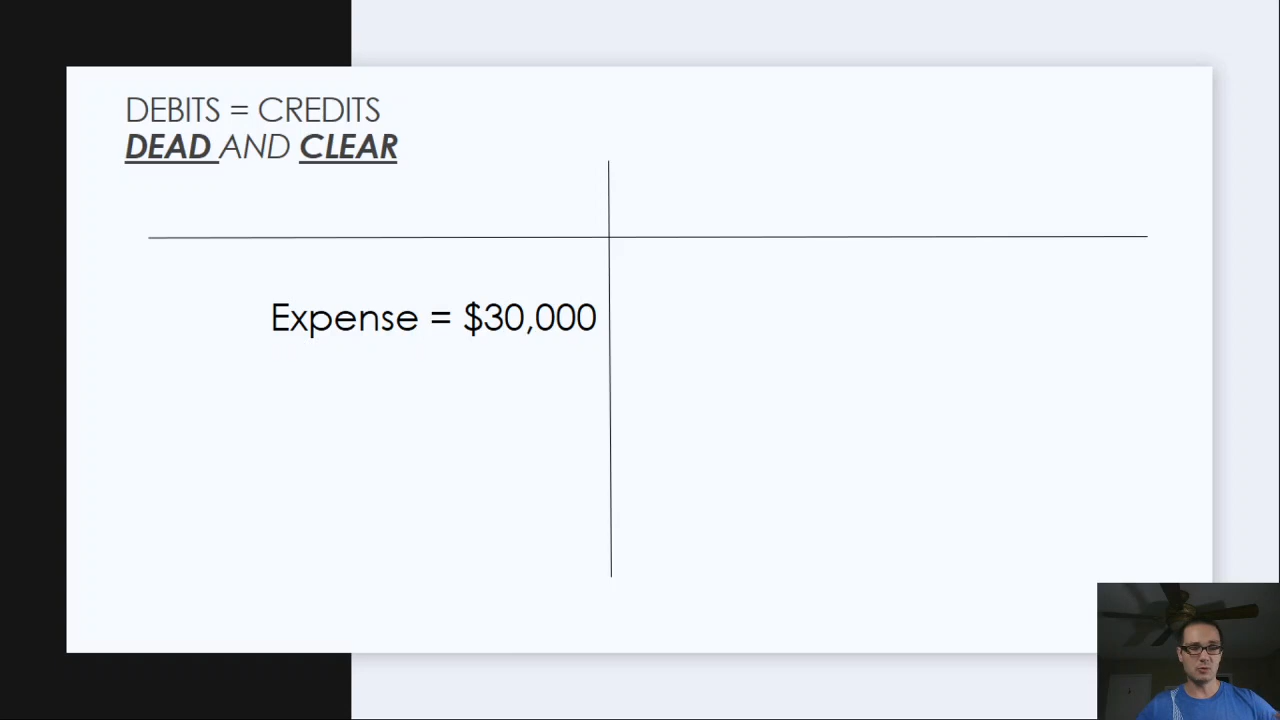 DEBITS = CREDITS
DEAD AND CLEAR
Expense = $30,000